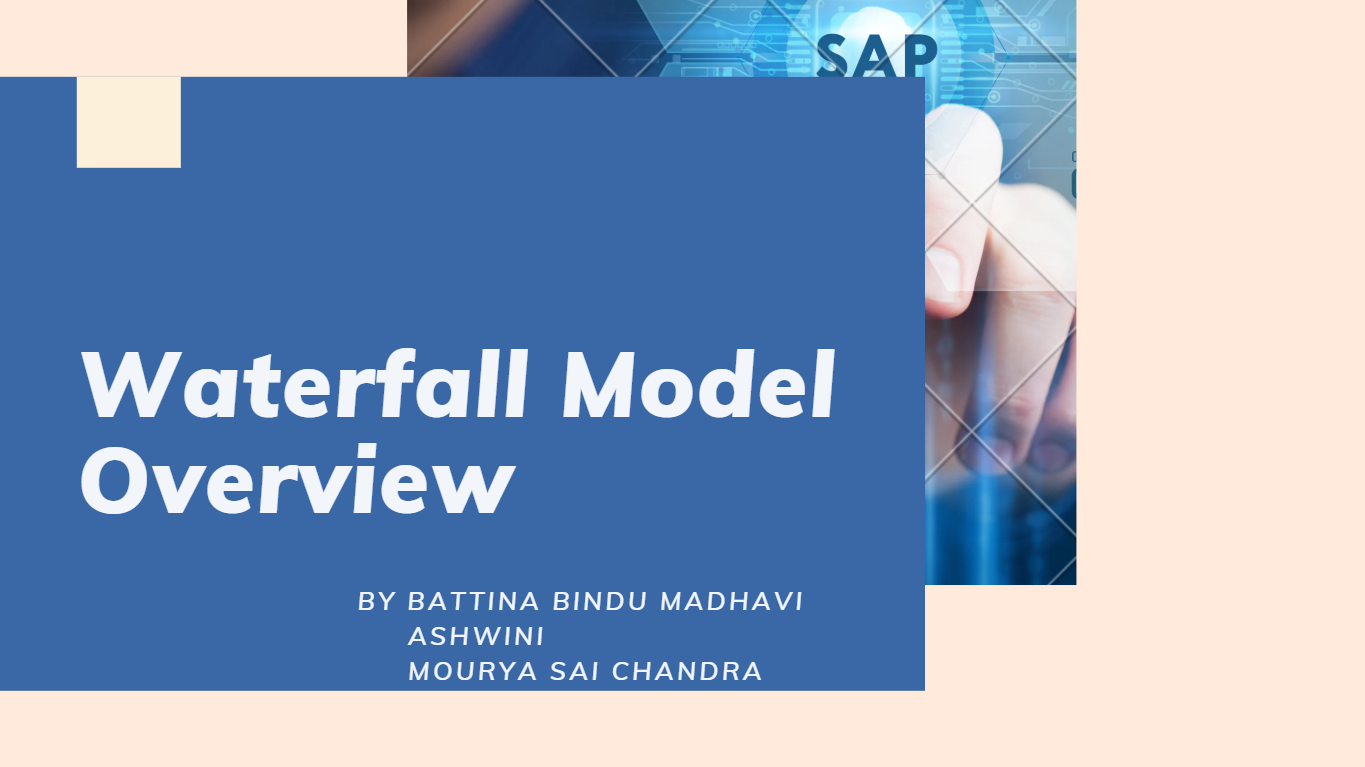 SAP
Waterfall Model
Overview
BY BATTINA BINDU MADHAVI
ASHWINI
MOURYA SAI CHANDRA